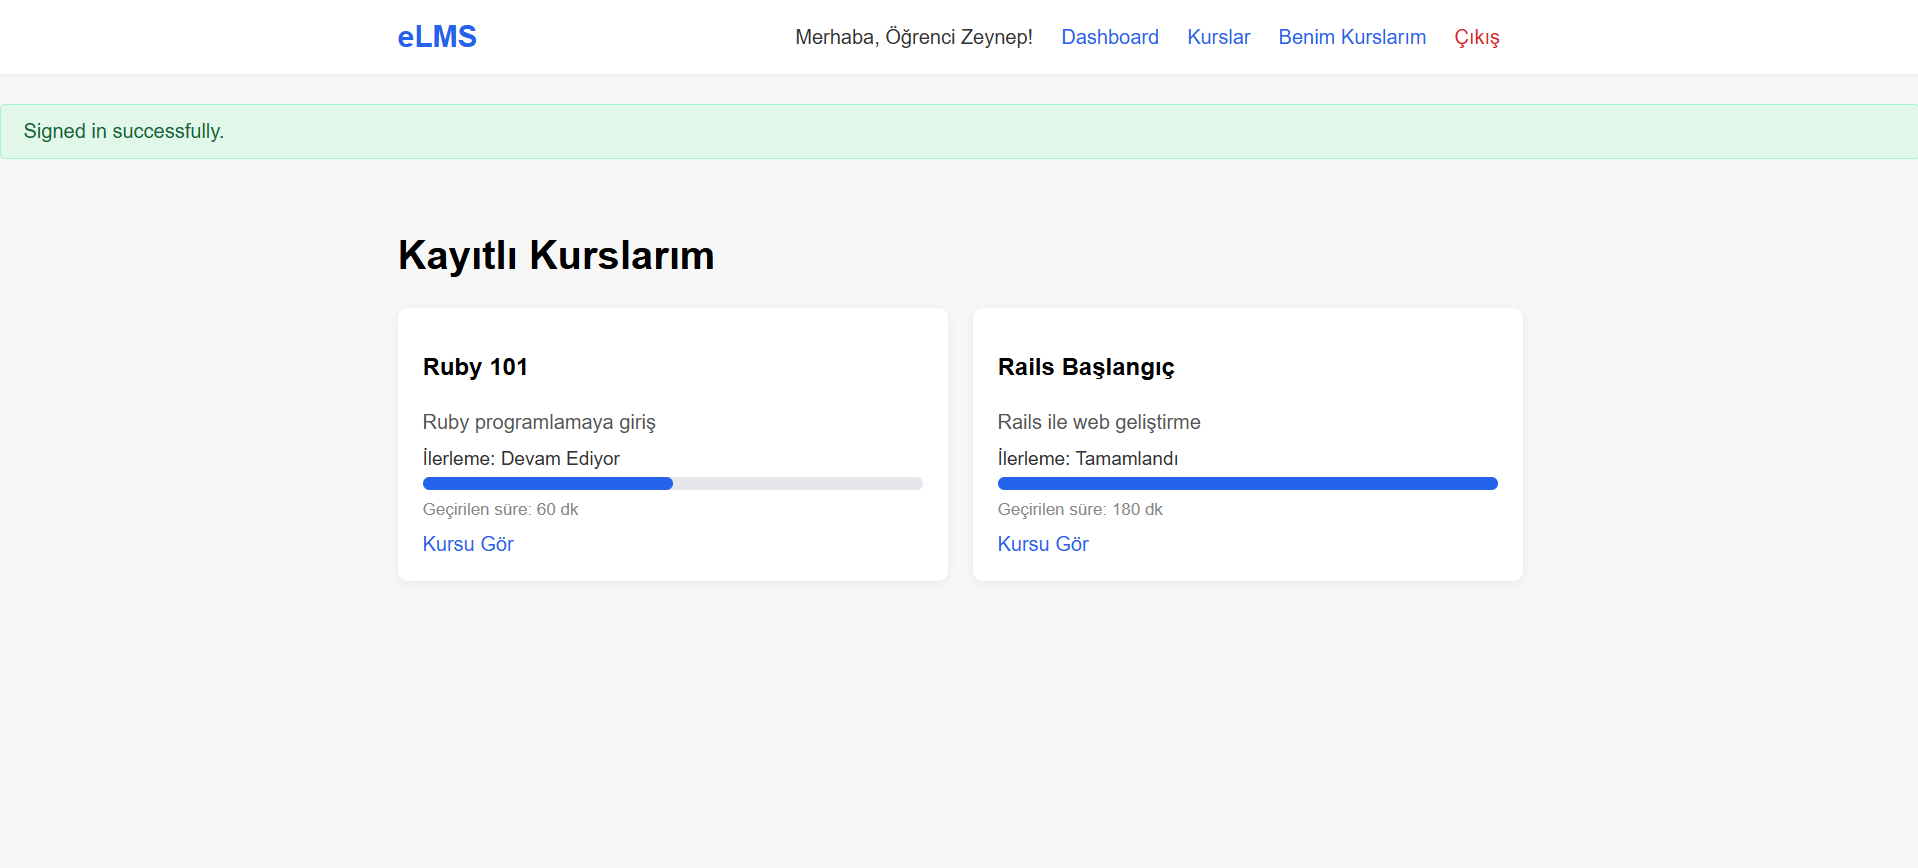 eLMS
Merhaba, Öğrenci Zeynep! Dashboard Kurslar Benim Kurslarım Çıkış
Signed in successfully.
Kayıtlı Kurslarım
Ruby 101
Ruby programlamaya giriş
İlerleme: Devam Ediyor
Geçirilen süre: 60 dk
Kursu Gör
Rails Başlangıç
Rails ile web geliştirme
İlerleme: Tamamlandı
Geçirilen süre: 180 dk
Kursu Gör